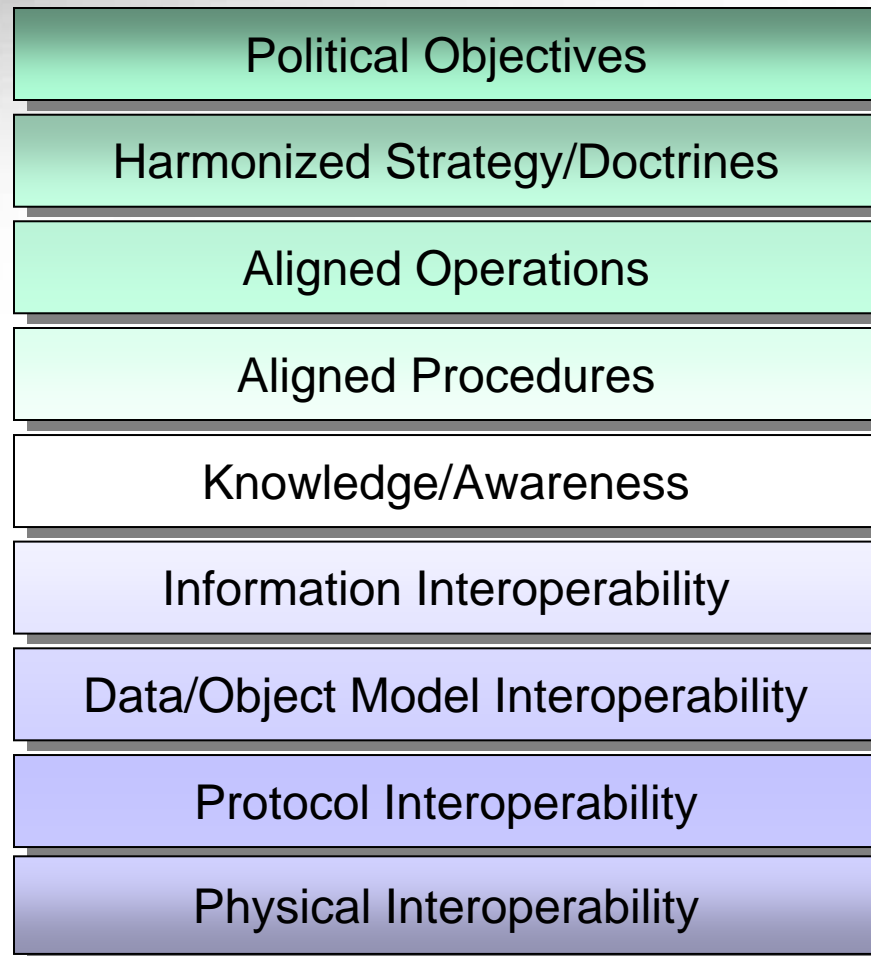 Political Objectives
Harmonized Strategy/Doctrines
Aligned Operations
Aligned Procedures
Knowledge/Awareness
Information Interoperability
Data/Object Model Interoperability
Protocol Interoperability
Physical Interoperability